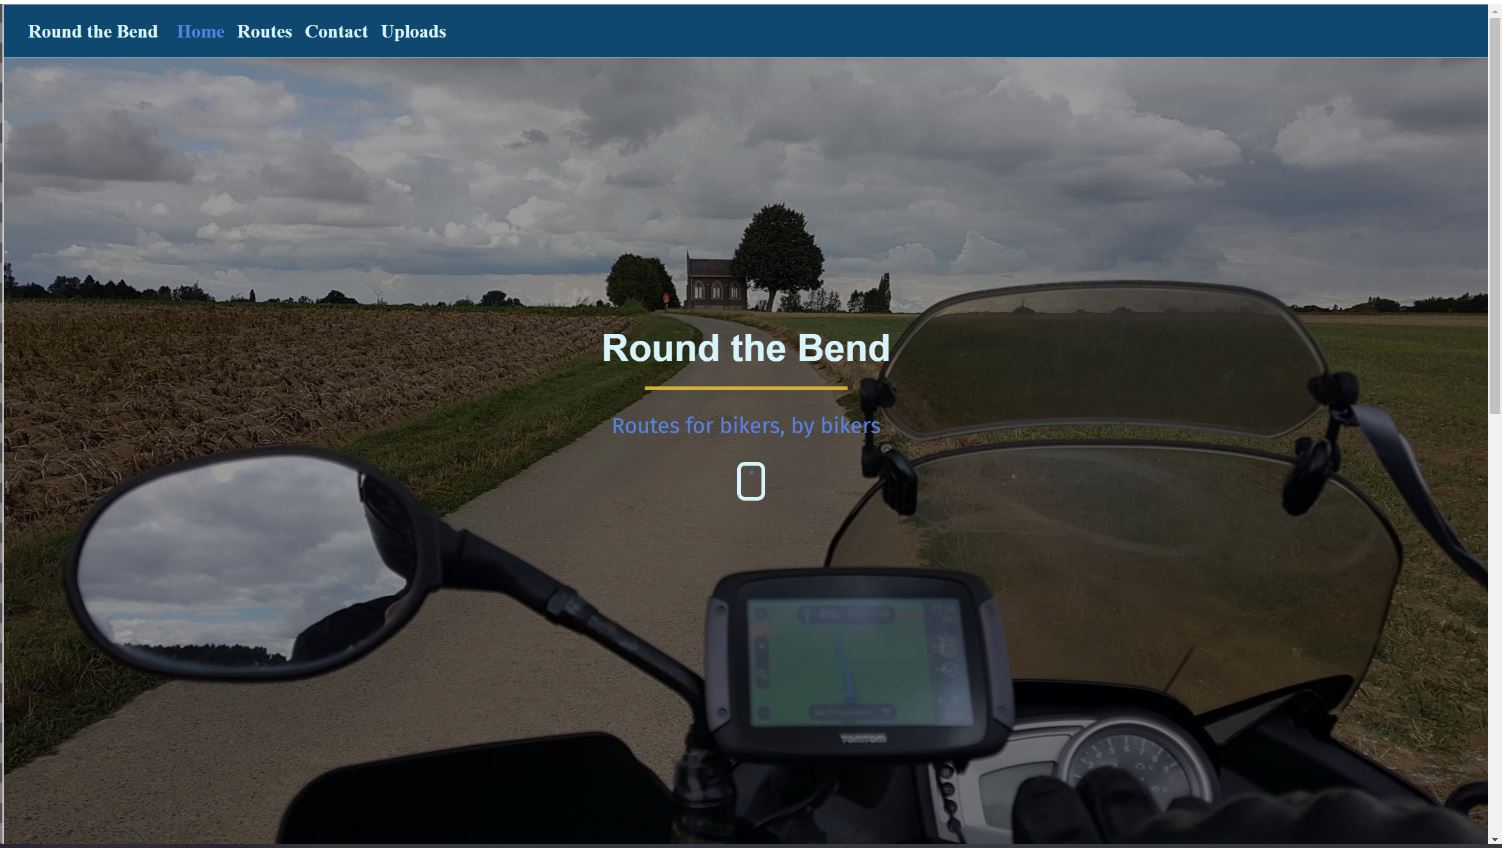 Round the Bend Home Routes Contact Uploads
Round the Bend
Routes for bikers, by bikers
TOMTOM